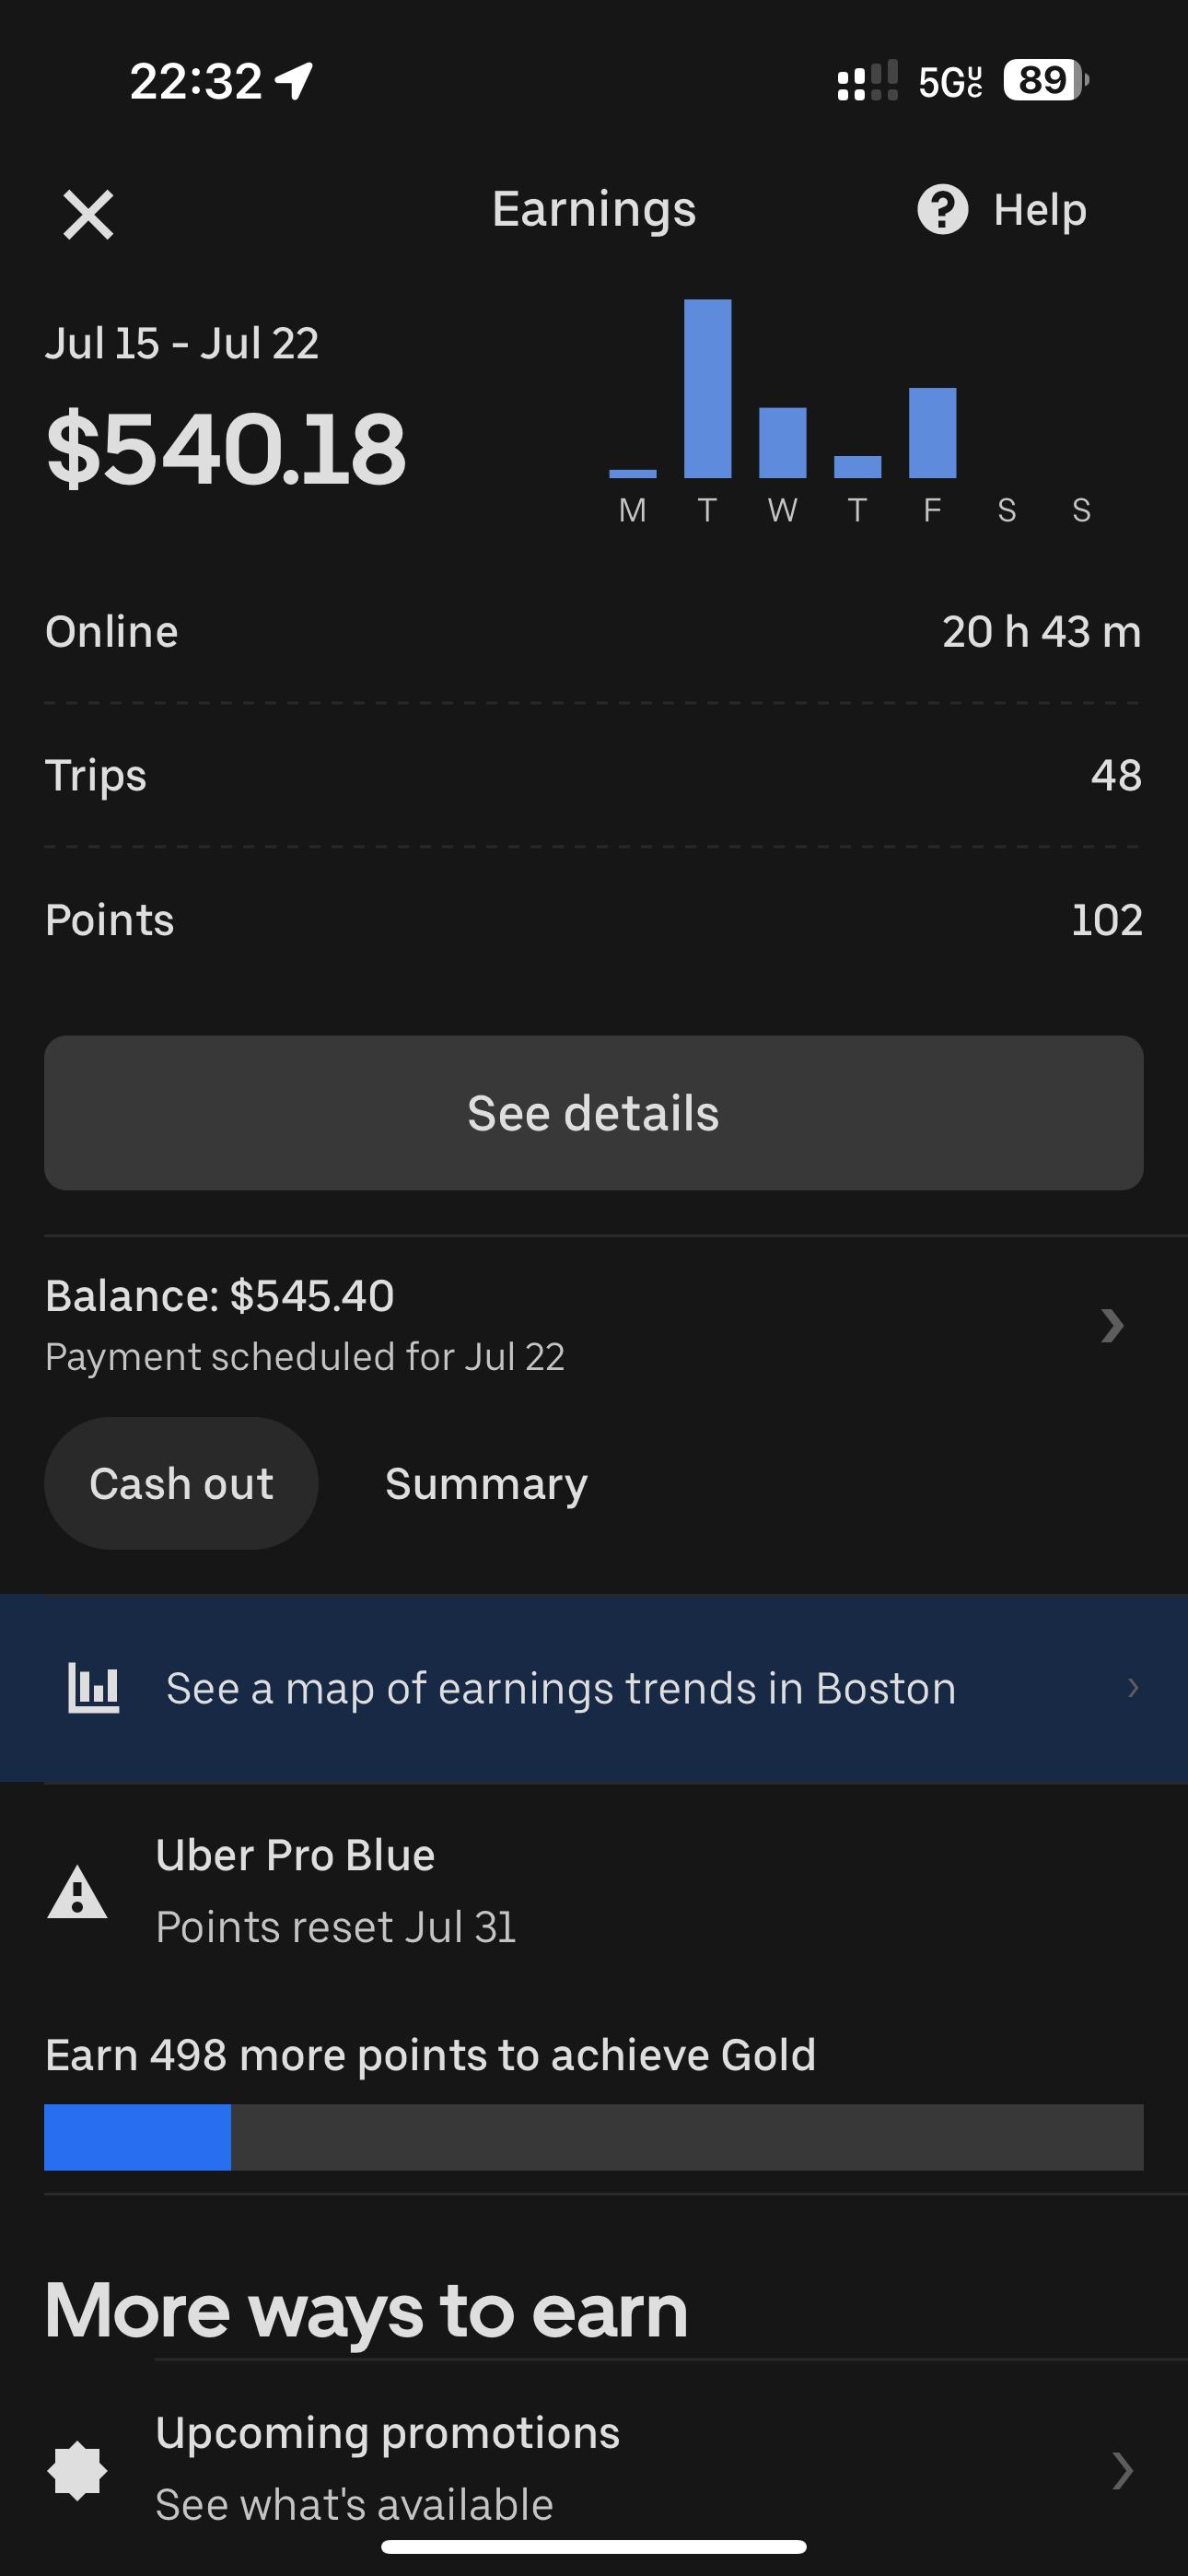 22:32
5G UC
89
Earnings
Help
Jul 15 - Jul 22
$540.18
M T W T F S S
Online 20 h 43 m
Trips 48
Points 102
See details
Balance: $545.40
Payment scheduled for Jul 22
Cash out Summary
See a map of earnings trends in Boston
Uber Pro Blue
Points reset Jul 31
Earn 498 more points to achieve Gold
More ways to earn
Upcoming promotions
See what's available